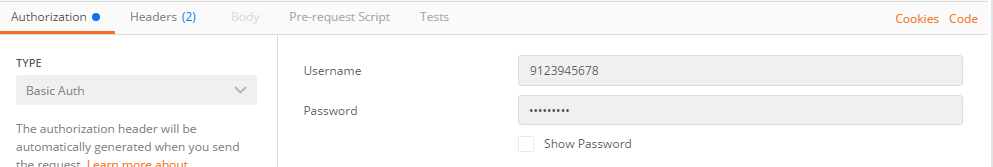 Authorization Headers (2) Body Pre-request Script Tests Cookies Code
TYPE
Basic Auth
The authorization header will be
automatically generated when you send
the request. Learn more about
Username 9123945678
Password •••••••••
Show Password